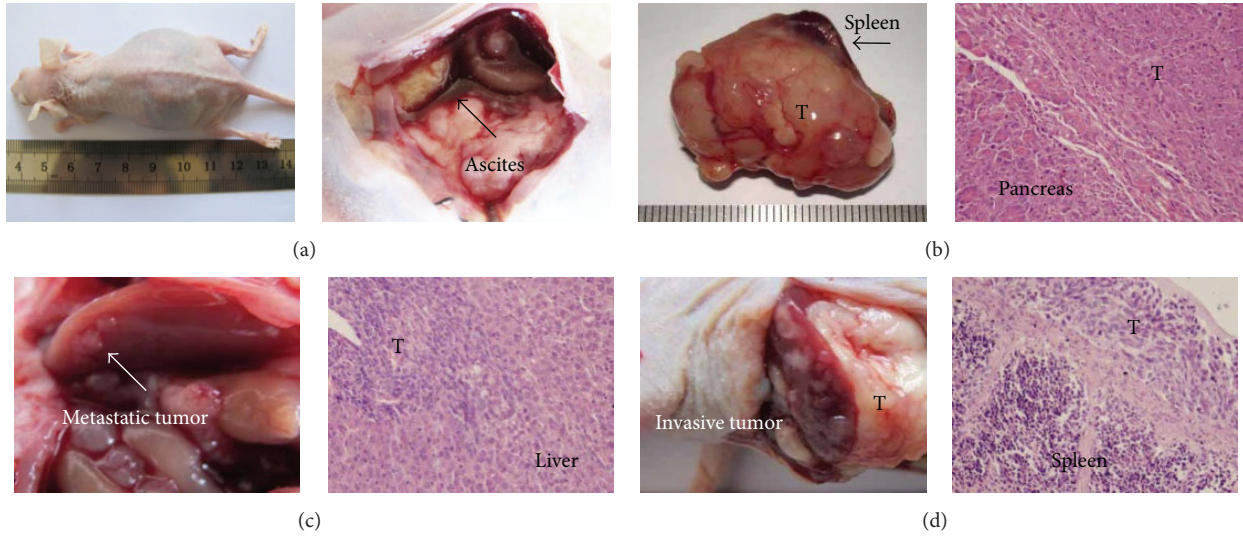 4 5 6 7 8 9 10 11 12 13 14
Ascites
Spleen
T
T
Pancreas
(a)
(b)
Metastatic tumor
T
Liver
Invasive tumor
T
T
Spleen
(c)
(d)